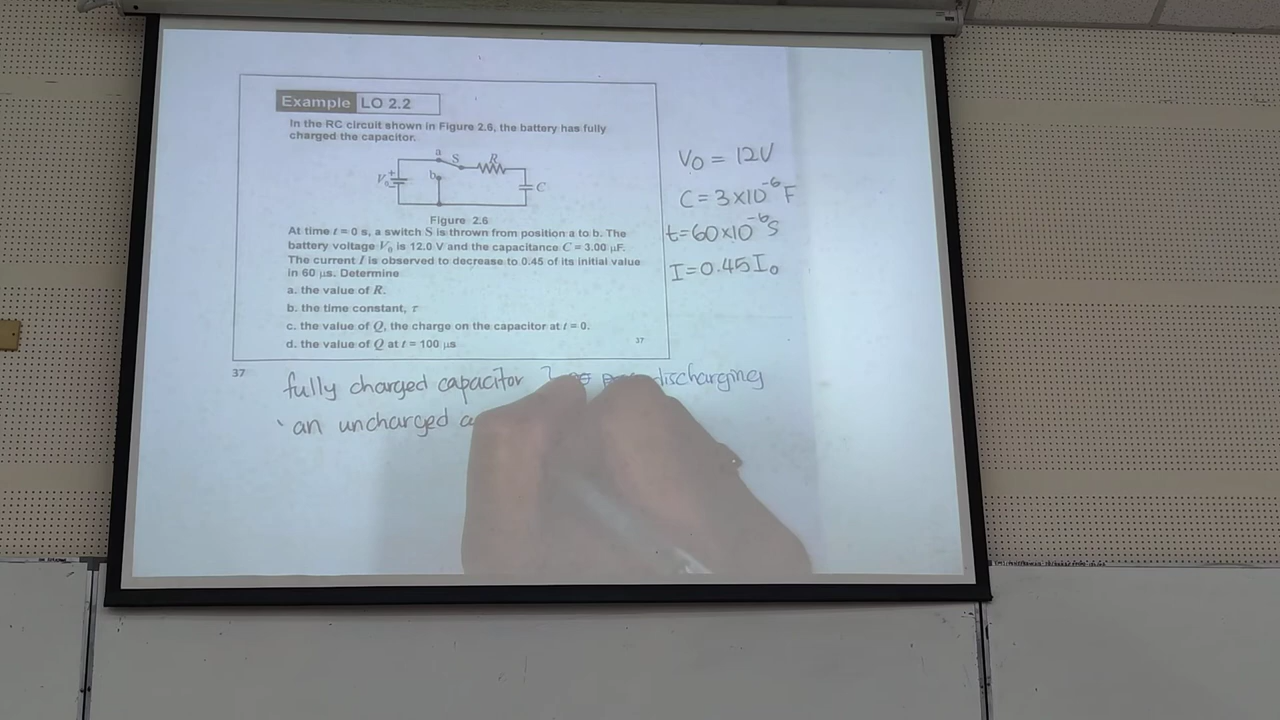 Example LO 2.2
In the RC circuit shown in Figure 2.6, the battery has fully
charged the capacitor.
a
S
R
V₀
+
b
C
Figure 2.6
At time t = 0 s, a switch S is thrown from position a to b. The
battery voltage V₀ is 12.0 V and the capacitance C = 3.00 μF.
The current I is observed to decrease to 0.45 of its initial value
in 60 μs. Determine
a. the value of R.
b. the time constant, τ
c. the value of Q, the charge on the capacitor at t = 0.
d. the value of Q at t = 100 μs
37
37
V₀ = 12V
C = 3×10⁻⁶ F
t = 60×10⁻⁶ s
I = 0.45 I₀
fully charged capacitor discharging
an uncharged